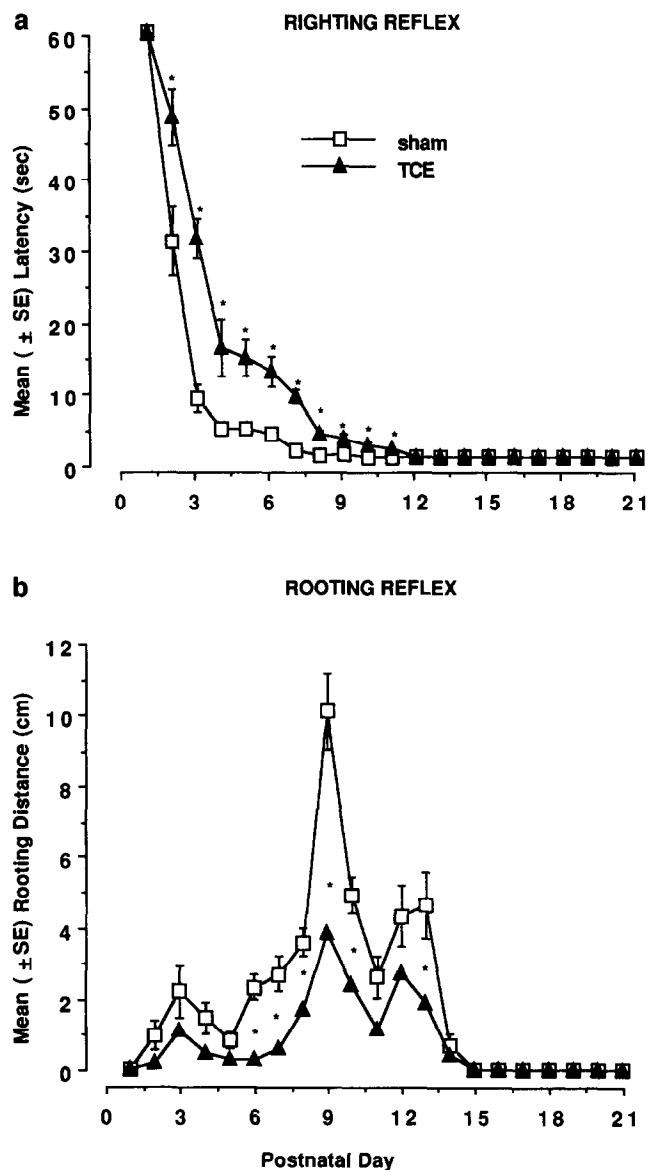 a
RIGHTING REFLEX
Mean ( ± SE) Latency (sec)
60
50
40
30
20
10
0
sham
TCE
* * * * * * * * * *
0 3 6 9 12 15 18 21
b
ROOTING REFLEX
Mean ( ±SE) Rooting Distance (cm)
12
10
8
6
4
2
0
* * * * * *
0 3 6 9 12 15 18 21
Postnatal Day